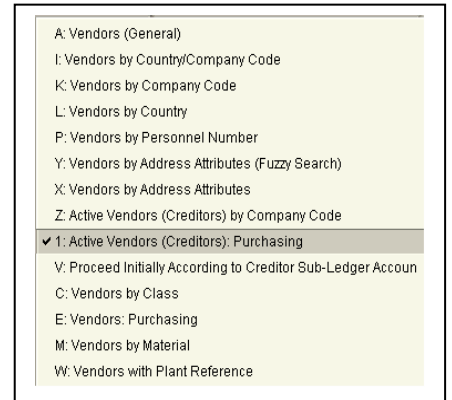 A: Vendors (General)
I: Vendors by Country/Company Code
K: Vendors by Company Code
L: Vendors by Country
P: Vendors by Personnel Number
Y: Vendors by Address Attributes (Fuzzy Search)
X: Vendors by Address Attributes
Z: Active Vendors (Creditors) by Company Code
✔ 1: Active Vendors (Creditors): Purchasing
V: Proceed Initially According to Creditor Sub-Ledger Accoun
C: Vendors by Class
E: Vendors: Purchasing
M: Vendors by Material
W: Vendors with Plant Reference